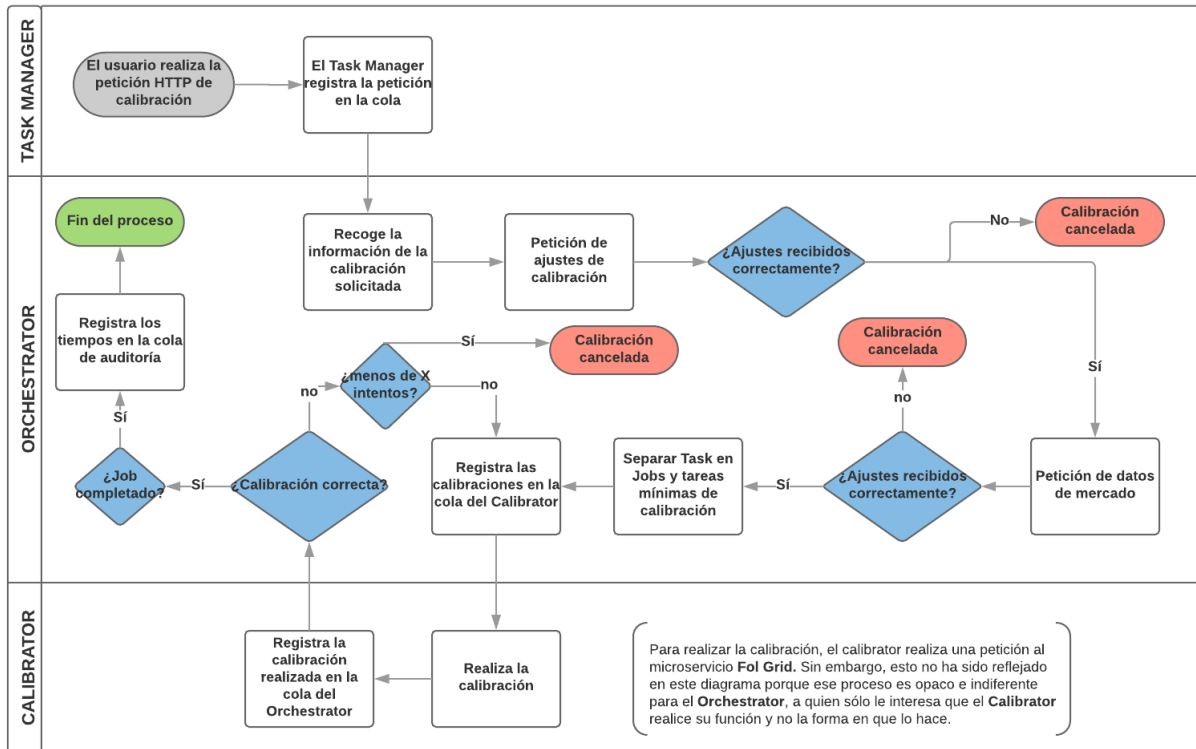 TASK MANAGER
El usuario realiza la
petición HTTP de
calibración
El Task Manager
registra la petición
en la cola
ORCHESTRATOR
Fin del proceso
Recoge la
información de la
calibración
solicitada
Petición de
ajustes de
calibración
¿Ajustes recibidos
correctamente?
No
Calibración
cancelada
Registra los
tiempos en la cola
de auditoría
¿menos de X
intentos?
Sí
Calibración
cancelada
Calibración
cancelada
Sí
no
no
no
Sí
¿Job
completado?
Sí
¿Calibración correcta?
Registra las
calibraciones en la
cola del Calibrator
Separar Task en
Jobs y tareas
mínimas de
calibración
Sí
¿Ajustes recibidos
correctamente?
Petición de datos
de mercado
CALIBRATOR
Registra la
calibración
realizada en la
cola del
Orchestrator
Realiza la
calibración
Para realizar la calibración, el calibrator realiza una petición al
microservicio Fol Grid. Sin embargo, esto no ha sido reflejado
en este diagrama porque ese proceso es opaco e indiferente
para el Orchestrator, a quien sólo le interesa que el Calibrator
realice su función y no la forma en que lo hace.